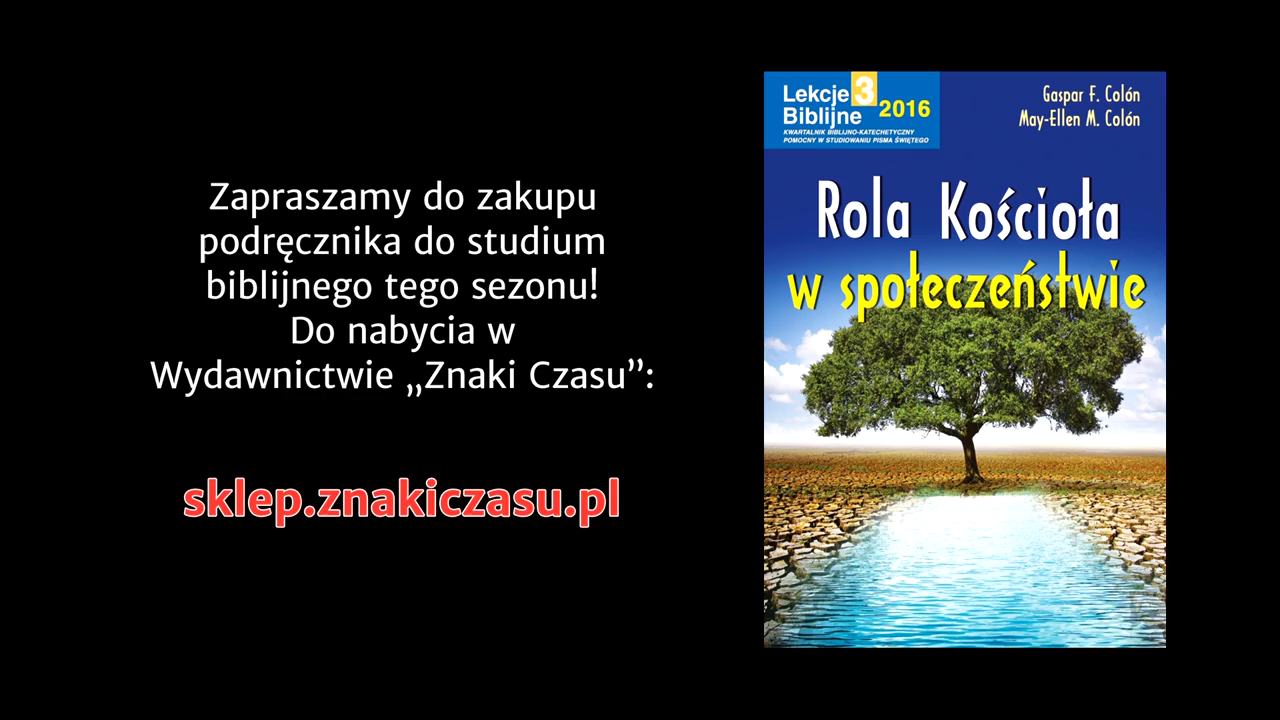 Zapraszamy do zakupu
podręcznika do studium
biblijnego tego sezonu!
Do nabycia w
Wydawnictwie „Znaki Czasu”:
sklep.znakiczasu.pl
Lekcje 3
Biblijne 2016
KWARTALNIK BIBLIJNO-KATECHETYCZNY
POMOCNY W STUDIOWANIU PISMA ŚWIĘTEGO
Gaspar F. Colón
May-Ellen M. Colón
Rola Kościoła
w społeczeństwie